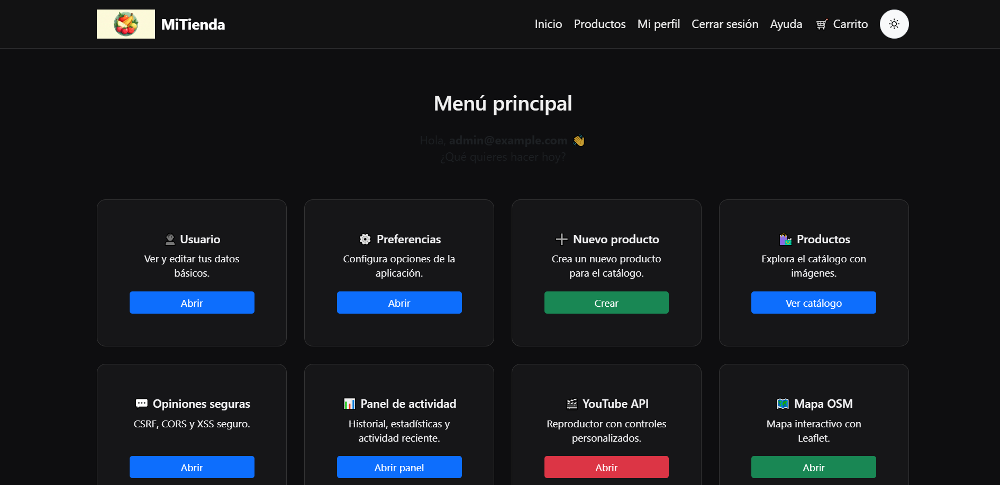 MiTienda
Inicio Productos Mi perfil Cerrar sesión Ayuda 🛒 Carrito
Menú principal
Hola, admin@example.com 👋
¿Qué quieres hacer hoy?
👤 Usuario
Ver y editar tus datos
básicos.
Abrir
⚙️ Preferencias
Configura opciones de la
aplicación.
Abrir
➕ Nuevo producto
Crea un nuevo producto
para el catálogo.
Crear
🛍️ Productos
Explora el catálogo con
imágenes.
Ver catálogo
💬 Opiniones seguras
CSRF, CORS y XSS seguro.
Abrir
📊 Panel de actividad
Historial, estadísticas y
actividad reciente.
Abrir panel
🎬 YouTube API
Reproductor con controles
personalizados.
Abrir
🗺️ Mapa OSM
Mapa interactivo con
Leaflet.
Abrir